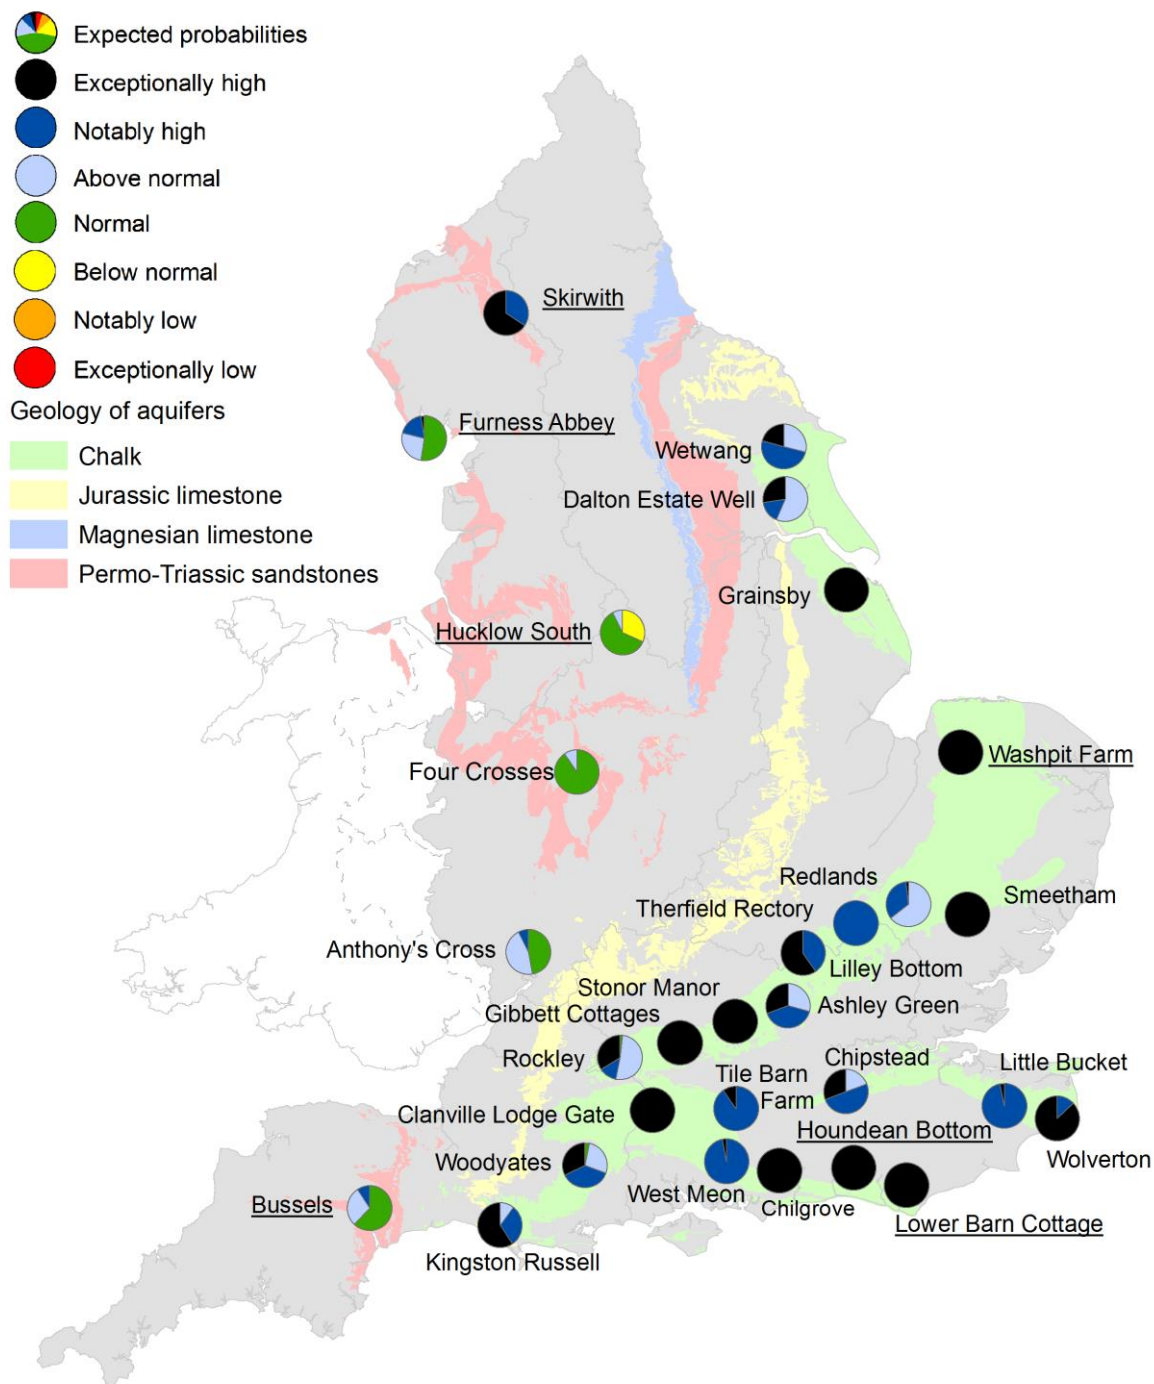 Expected probabilities
Exceptionally high
Notably high
Above normal
Normal
Below normal
Notably low
Exceptionally low
Geology of aquifers
Chalk
Jurassic limestone
Magnesian limestone
Permo-Triassic sandstones
Skirwith
Furness Abbey
Wetwang
Dalton Estate Well
Grainsby
Hucklow South
Four Crosses
Washpit Farm
Redlands
Smeetham
Therfield Rectory
Anthony's Cross
Lilley Bottom
Stonor Manor
Ashley Green
Gibbett Cottages
Rockley
Chipstead
Little Bucket
Tile Barn
Farm
Clanville Lodge Gate
Houndean Bottom
Wolverton
Woodyates
West Meon
Chilgrove
Bussels
Lower Barn Cottage
Kingston Russell